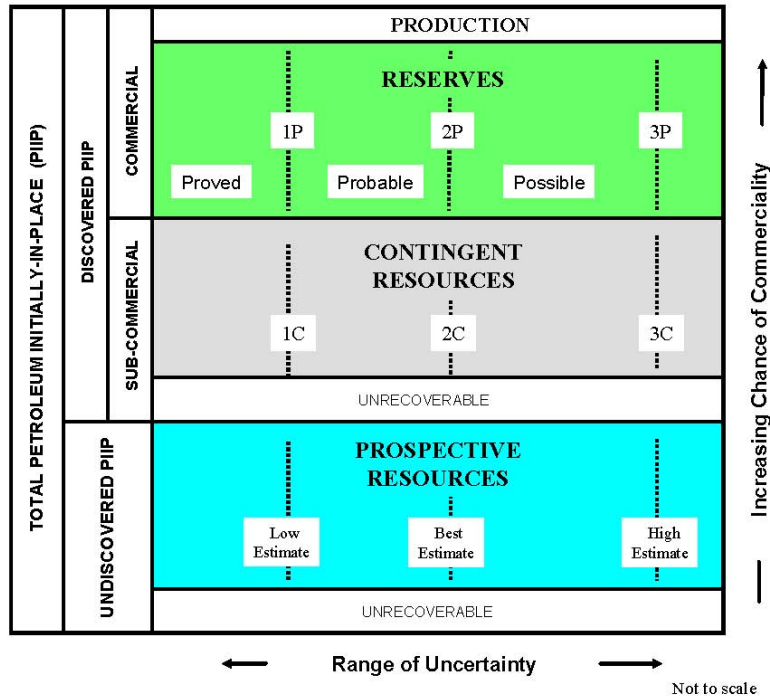 TOTAL PETROLEUM INITIALLY-IN-PLACE (PIIP)
DISCOVERED PIIP
UNDISCOVERED PIIP
COMMERCIAL
SUB-COMMERCIAL
PRODUCTION
RESERVES
1P
2P
3P
Proved
Probable
Possible
CONTINGENT
RESOURCES
1C
2C
3C
UNRECOVERABLE
PROSPECTIVE
RESOURCES
Low
Estimate
Best
Estimate
High
Estimate
UNRECOVERABLE
Increasing Chance of Commerciality
Range of Uncertainty
Not to scale